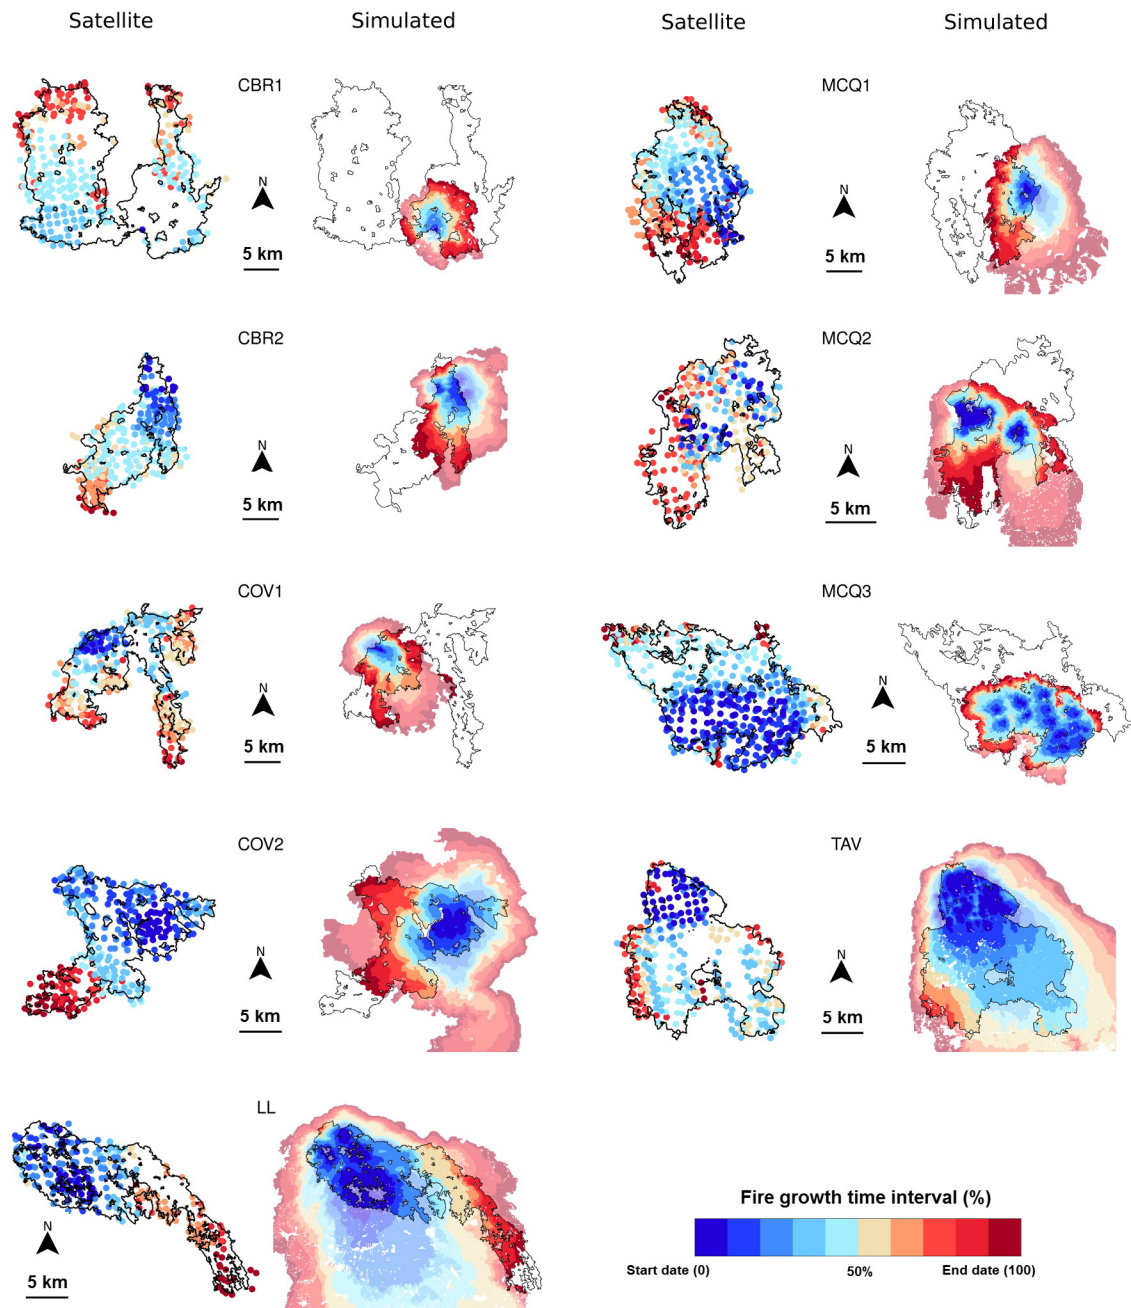 Satellite Simulated Satellite Simulated
CBR1 MCQ1
N N
5 km 5 km
CBR2 MCQ2
N N
5 km 5 km
COV1 MCQ3
N N
5 km 5 km
COV2 TAV
N N
5 km 5 km
LL
N
5 km
Fire growth time interval (%)
Start date (0) 50% End date (100)